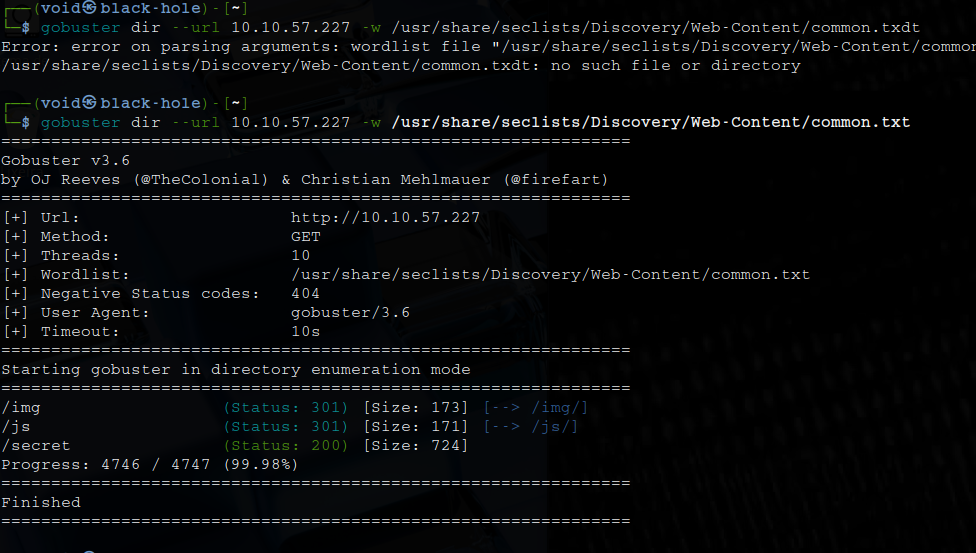 ┌──(void㉿black-hole)-[~]
└─$ gobuster dir --url 10.10.57.227 -w /usr/share/seclists/Discovery/Web-Content/common.txdt
Error: error on parsing arguments: wordlist file "/usr/share/seclists/Discovery/Web-Content/common
/usr/share/seclists/Discovery/Web-Content/common.txdt: no such file or directory
┌──(void㉿black-hole)-[~]
└─$ gobuster dir --url 10.10.57.227 -w /usr/share/seclists/Discovery/Web-Content/common.txt
===============================================================
Gobuster v3.6
by OJ Reeves (@TheColonial) & Christian Mehlmauer (@firefart)
===============================================================
[+] Url:                     http://10.10.57.227
[+] Method:                  GET
[+] Threads:                 10
[+] Wordlist:                /usr/share/seclists/Discovery/Web-Content/common.txt
[+] Negative Status codes:   404
[+] User Agent:              gobuster/3.6
[+] Timeout:                 10s
===============================================================
Starting gobuster in directory enumeration mode
===============================================================
/img                  (Status: 301) [Size: 173] [--> /img/]
/js                   (Status: 301) [Size: 171] [--> /js/]
/secret               (Status: 200) [Size: 724]
Progress: 4746 / 4747 (99.98%)
===============================================================
Finished
===============================================================